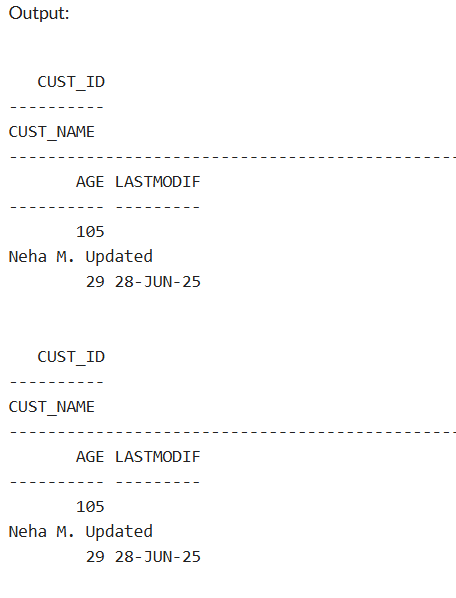 Output:
   CUST_ID
----------
CUST_NAME
-----------------------------------------------
       AGE LASTMODIF
---------- ---------
       105
Neha M. Updated
        29 28-JUN-25
   CUST_ID
----------
CUST_NAME
-----------------------------------------------
       AGE LASTMODIF
---------- ---------
       105
Neha M. Updated
        29 28-JUN-25